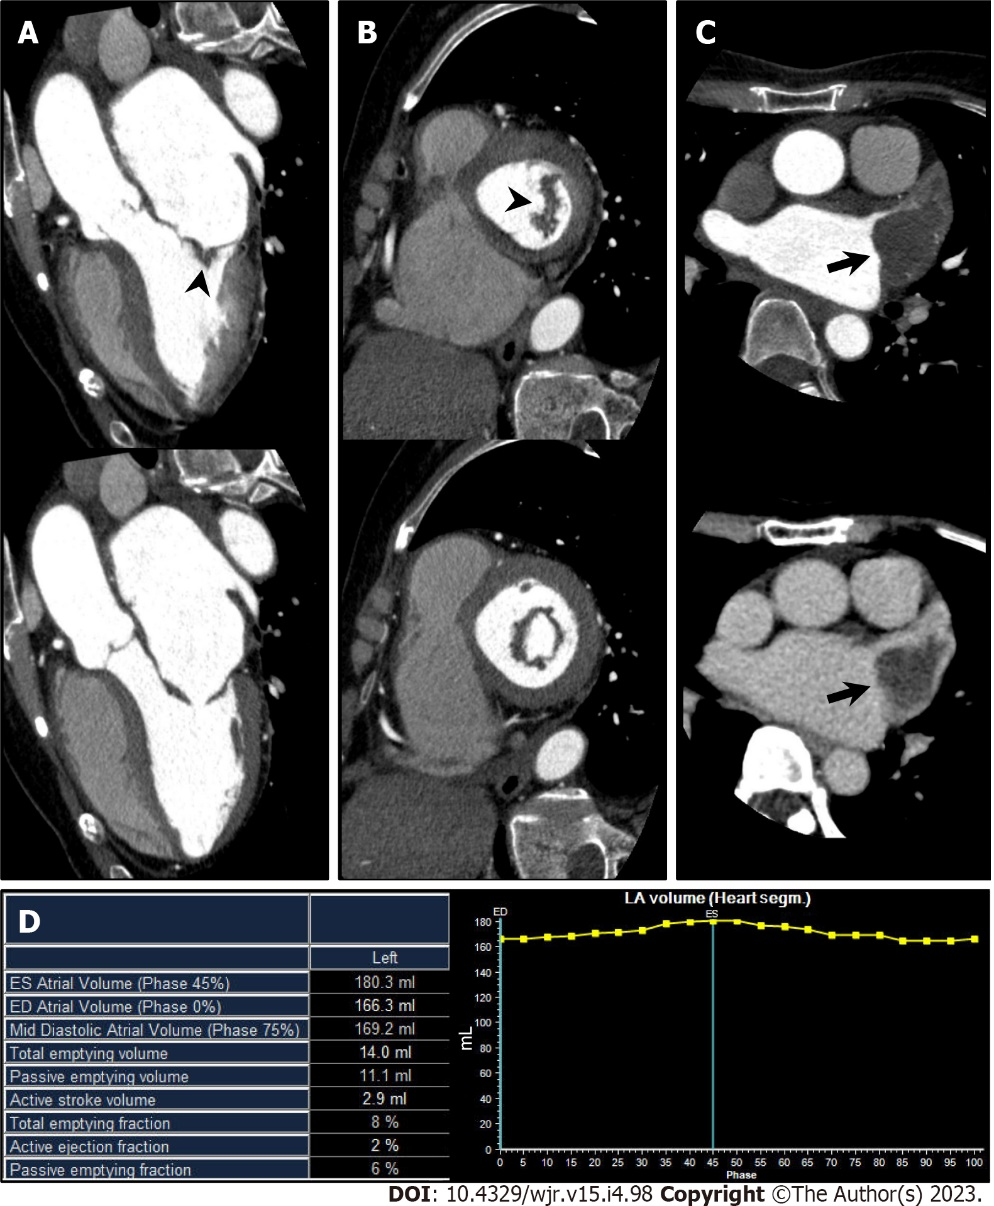 A
B
C
D
Left
ES Atrial Volume (Phase 45%) 180.3 ml
ED Atrial Volume (Phase 0%) 166.3 ml
Mid Diastolic Atrial Volume (Phase 75%) 169.2 ml
Total emptying volume 14.0 ml
Passive emptying volume 11.1 ml
Active stroke volume 2.9 ml
Total emptying fraction 8 %
Active ejection fraction 2 %
Passive emptying fraction 6 %
LA volume (Heart segm.)
ED
ES
mL
180
160
140
120
100
80
60
40
20
0
0 5 10 15 20 25 30 35 40 45 50 55 60 65 70 75 80 85 90 95 100
Phase
DOI: 10.4329/wjr.v15.i4.98 Copyright ©The Author(s) 2023.